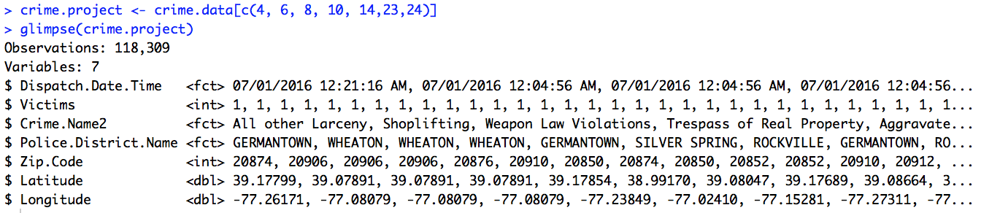 > crime.project <- crime.data[c(4, 6, 8, 10, 14,23,24)]
> glimpse(crime.project)
Observations: 118,309
Variables: 7
$ Dispatch.Date.Time   <fct> 07/01/2016 12:21:16 AM, 07/01/2016 12:04:56 AM, 07/01/2016 12:04:56 AM, 07/01/2016 12:04:56...
$ Victims              <int> 1, 1, 1, 1, 1, 1, 1, 1, 1, 1, 1, 1, 1, 1, 1, 1, 1, 1, 1, 1, 1, 1, 1, 1, 1, 1, 1, 1, 1, 1, 1...
$ Crime.Name2          <fct> All other Larceny, Shoplifting, Weapon Law Violations, Trespass of Real Property, Aggravate...
$ Police.District.Name <fct> GERMANTOWN, WHEATON, WHEATON, WHEATON, GERMANTOWN, SILVER SPRING, ROCKVILLE, GERMANTOWN, RO...
$ Zip.Code             <int> 20874, 20906, 20906, 20906, 20876, 20910, 20850, 20874, 20850, 20852, 20852, 20910, 20912, ...
$ Latitude             <dbl> 39.17799, 39.07891, 39.07891, 39.07891, 39.17854, 38.99170, 39.08047, 39.17689, 39.08664, 3...
$ Longitude            <dbl> -77.26171, -77.08079, -77.08079, -77.08079, -77.23849, -77.02410, -77.15281, -77.27311, -77...